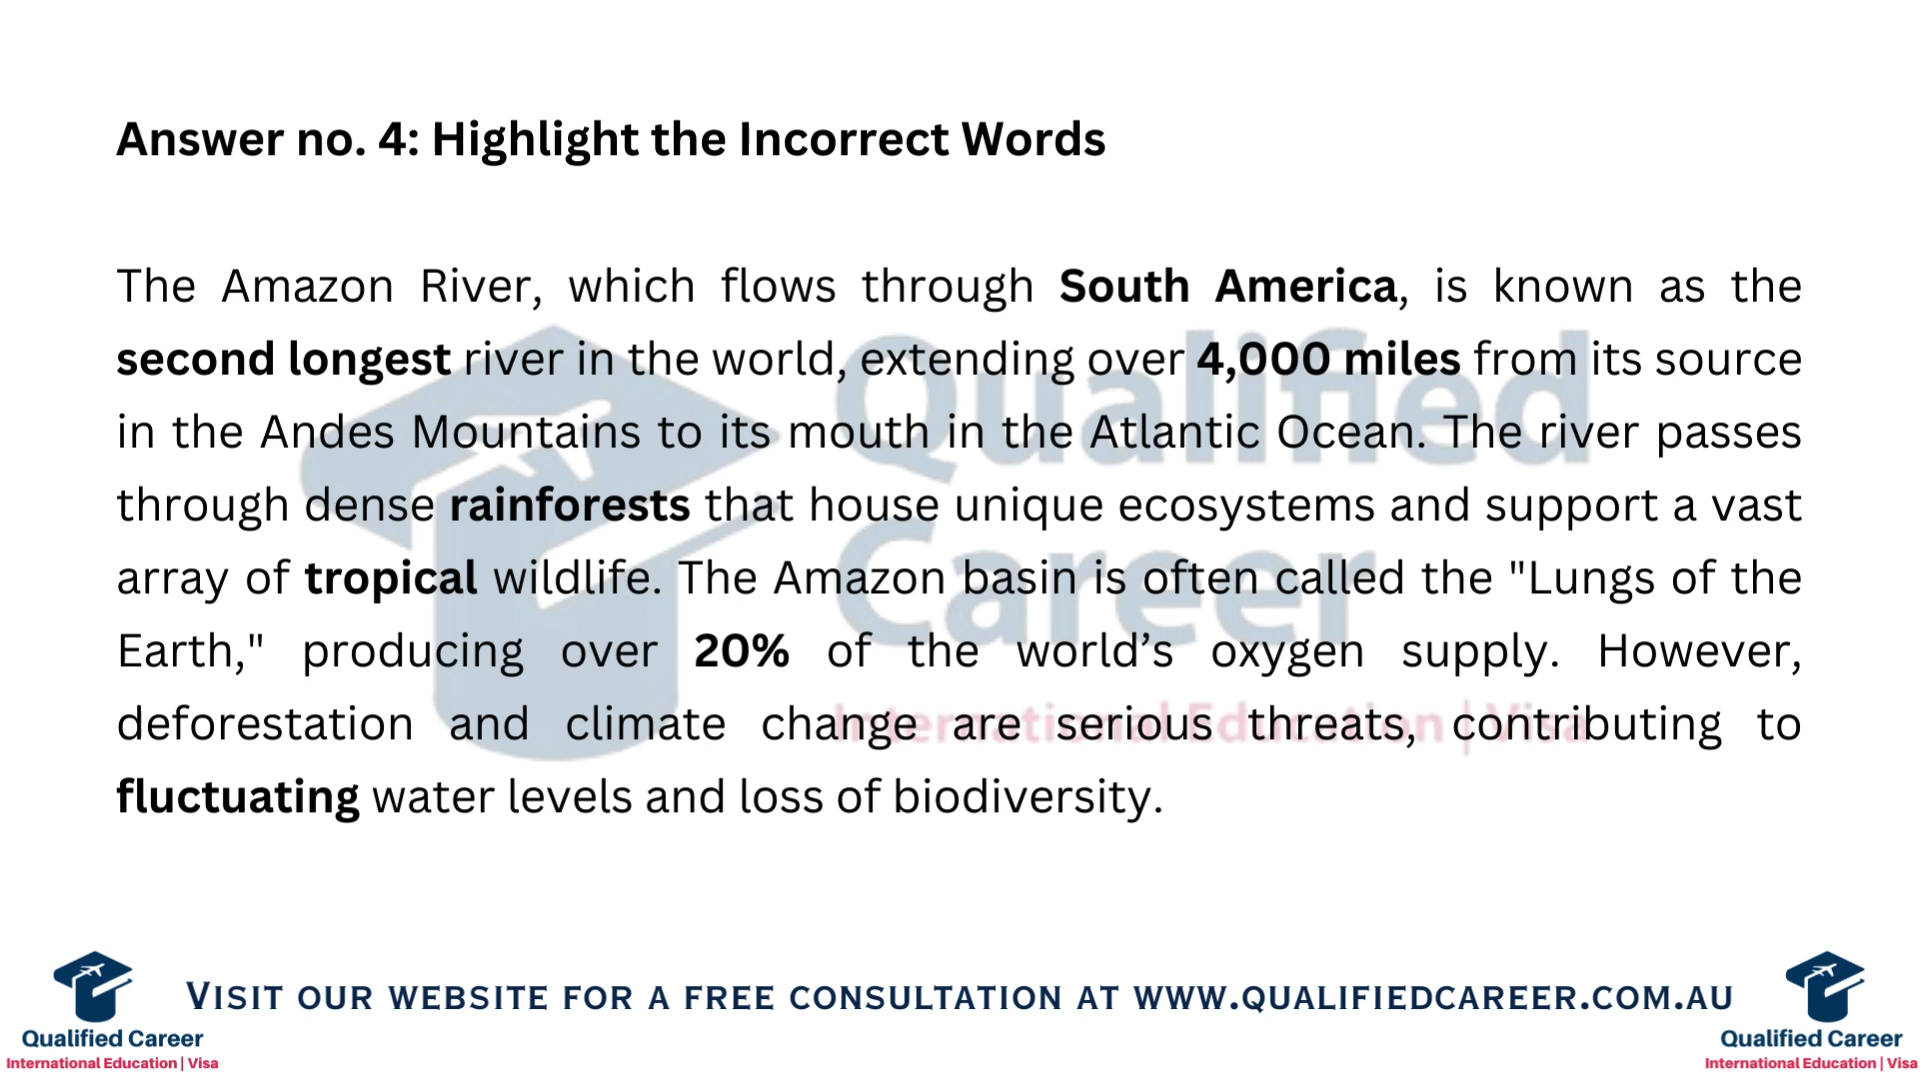 Answer no. 4: Highlight the Incorrect Words
The Amazon River, which flows through South America, is known as the
second longest river in the world, extending over 4,000 miles from its source
in the Andes Mountains to its mouth in the Atlantic Ocean. The river passes
through dense rainforests that house unique ecosystems and support a vast
array of tropical wildlife. The Amazon basin is often called the "Lungs of the
Earth," producing over 20% of the world’s oxygen supply. However,
deforestation and climate change are serious threats, contributing to
fluctuating water levels and loss of biodiversity.
Qualified
Career
International Education | Visa
VISIT OUR WEBSITE FOR A FREE CONSULTATION AT WWW.QUALIFIEDCAREER.COM.AU
Qualified Career
International Education | Visa
Qualified Career
International Education | Visa